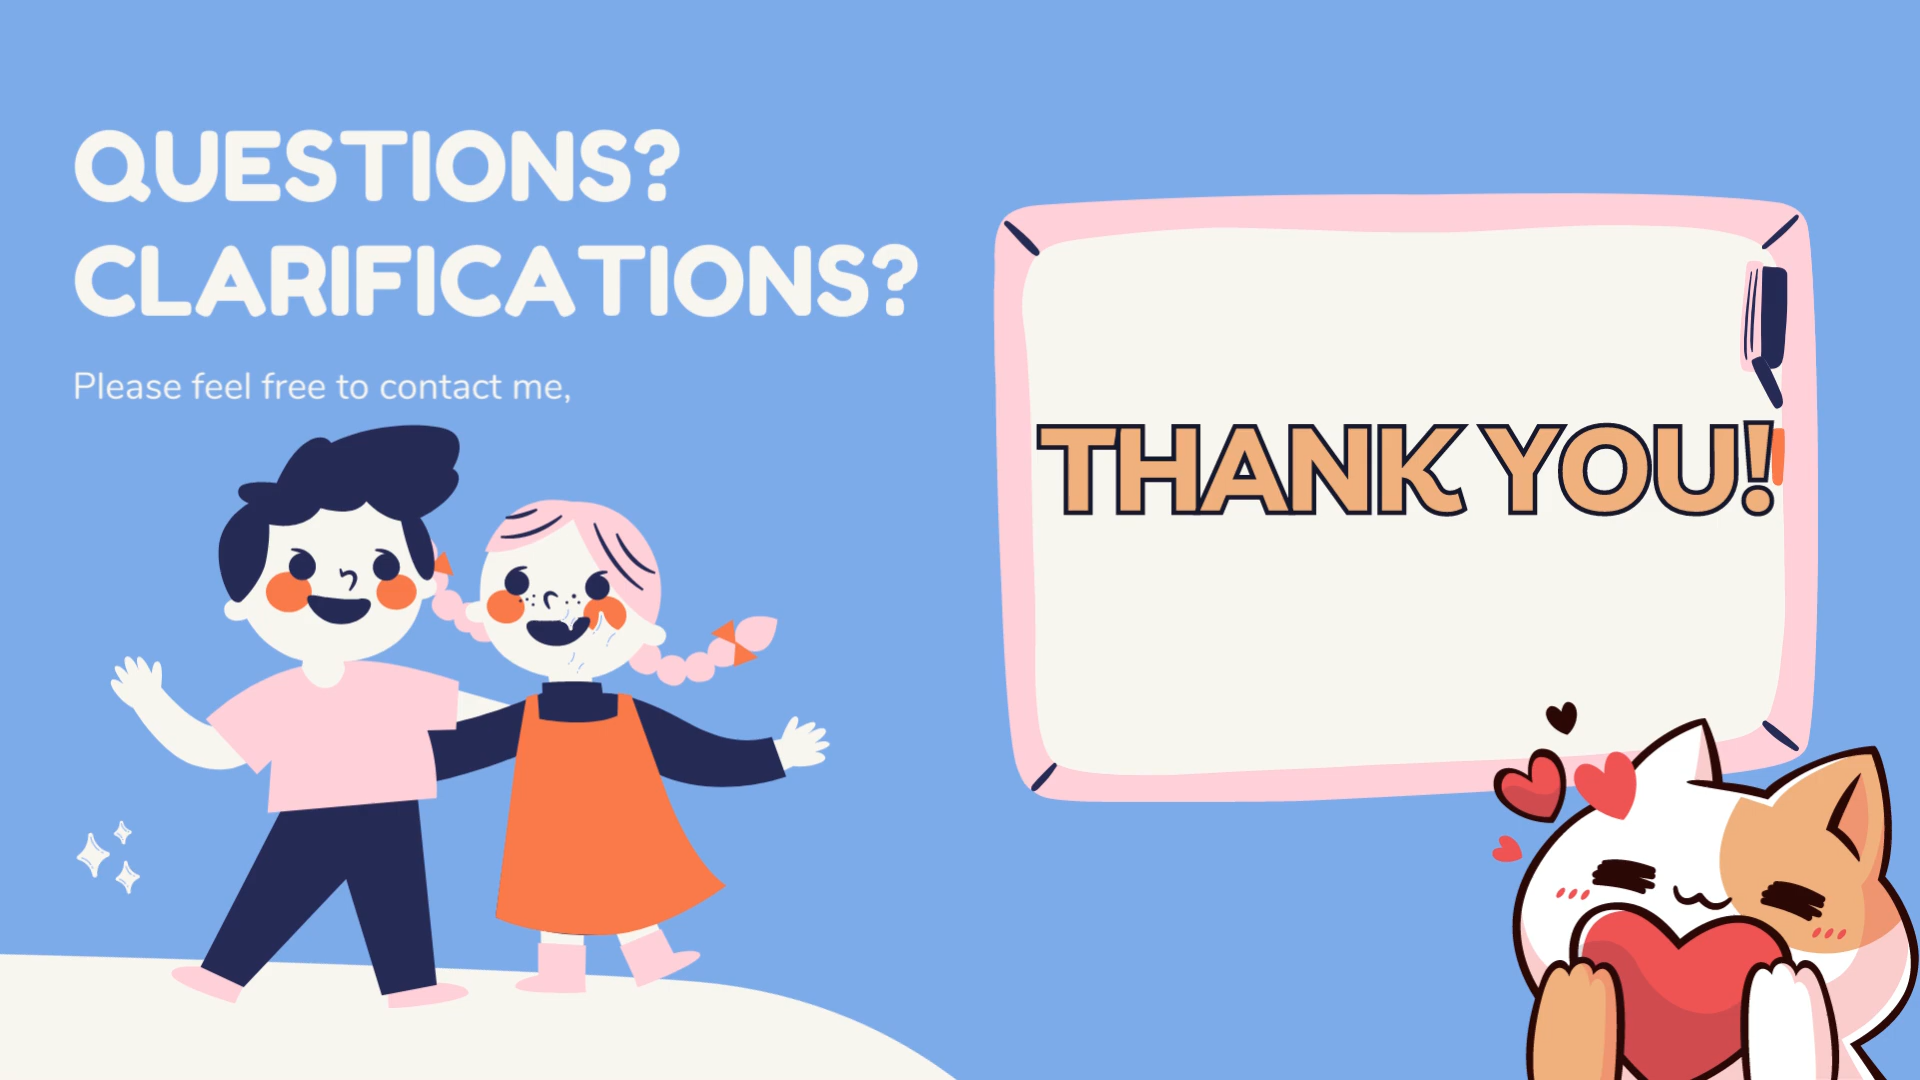 QUESTIONS?
CLARIFICATIONS?
Please feel free to contact me,
THANK YOU!